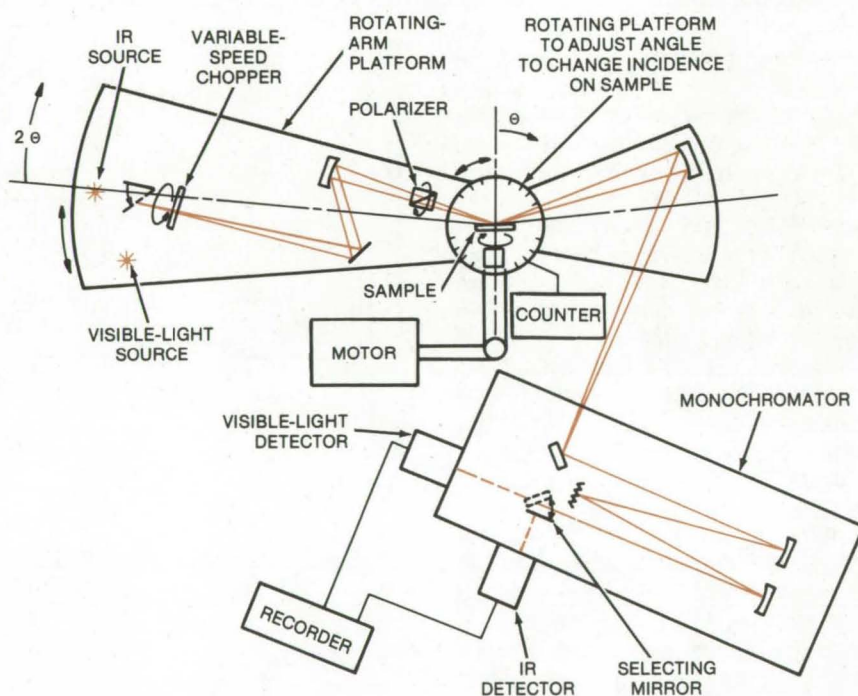 IR
SOURCE
VARIABLE-
SPEED
CHOPPER
ROTATING-
ARM
PLATFORM
ROTATING PLATFORM
TO ADJUST ANGLE
TO CHANGE INCIDENCE
ON SAMPLE
POLARIZER
2 Θ
Θ
SAMPLE
COUNTER
VISIBLE-LIGHT
SOURCE
MOTOR
MONOCHROMATOR
VISIBLE-LIGHT
DETECTOR
RECORDER
IR
DETECTOR
SELECTING
MIRROR